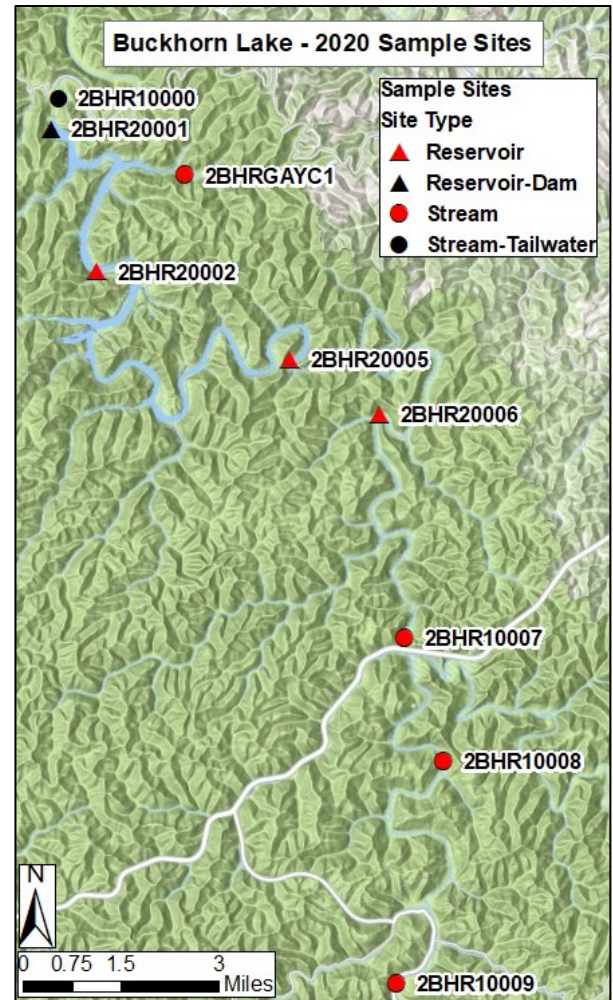 Buckhorn Lake - 2020 Sample Sites
2BHR10000
2BHR20001
2BHRGAYC1
Sample Sites
Site Type
Reservoir
Reservoir-Dam
Stream
Stream-Tailwater
2BHR20002
2BHR20005
2BHR20006
2BHR10007
2BHR10008
2BHR10009
N
0 0.75 1.5 3
Miles